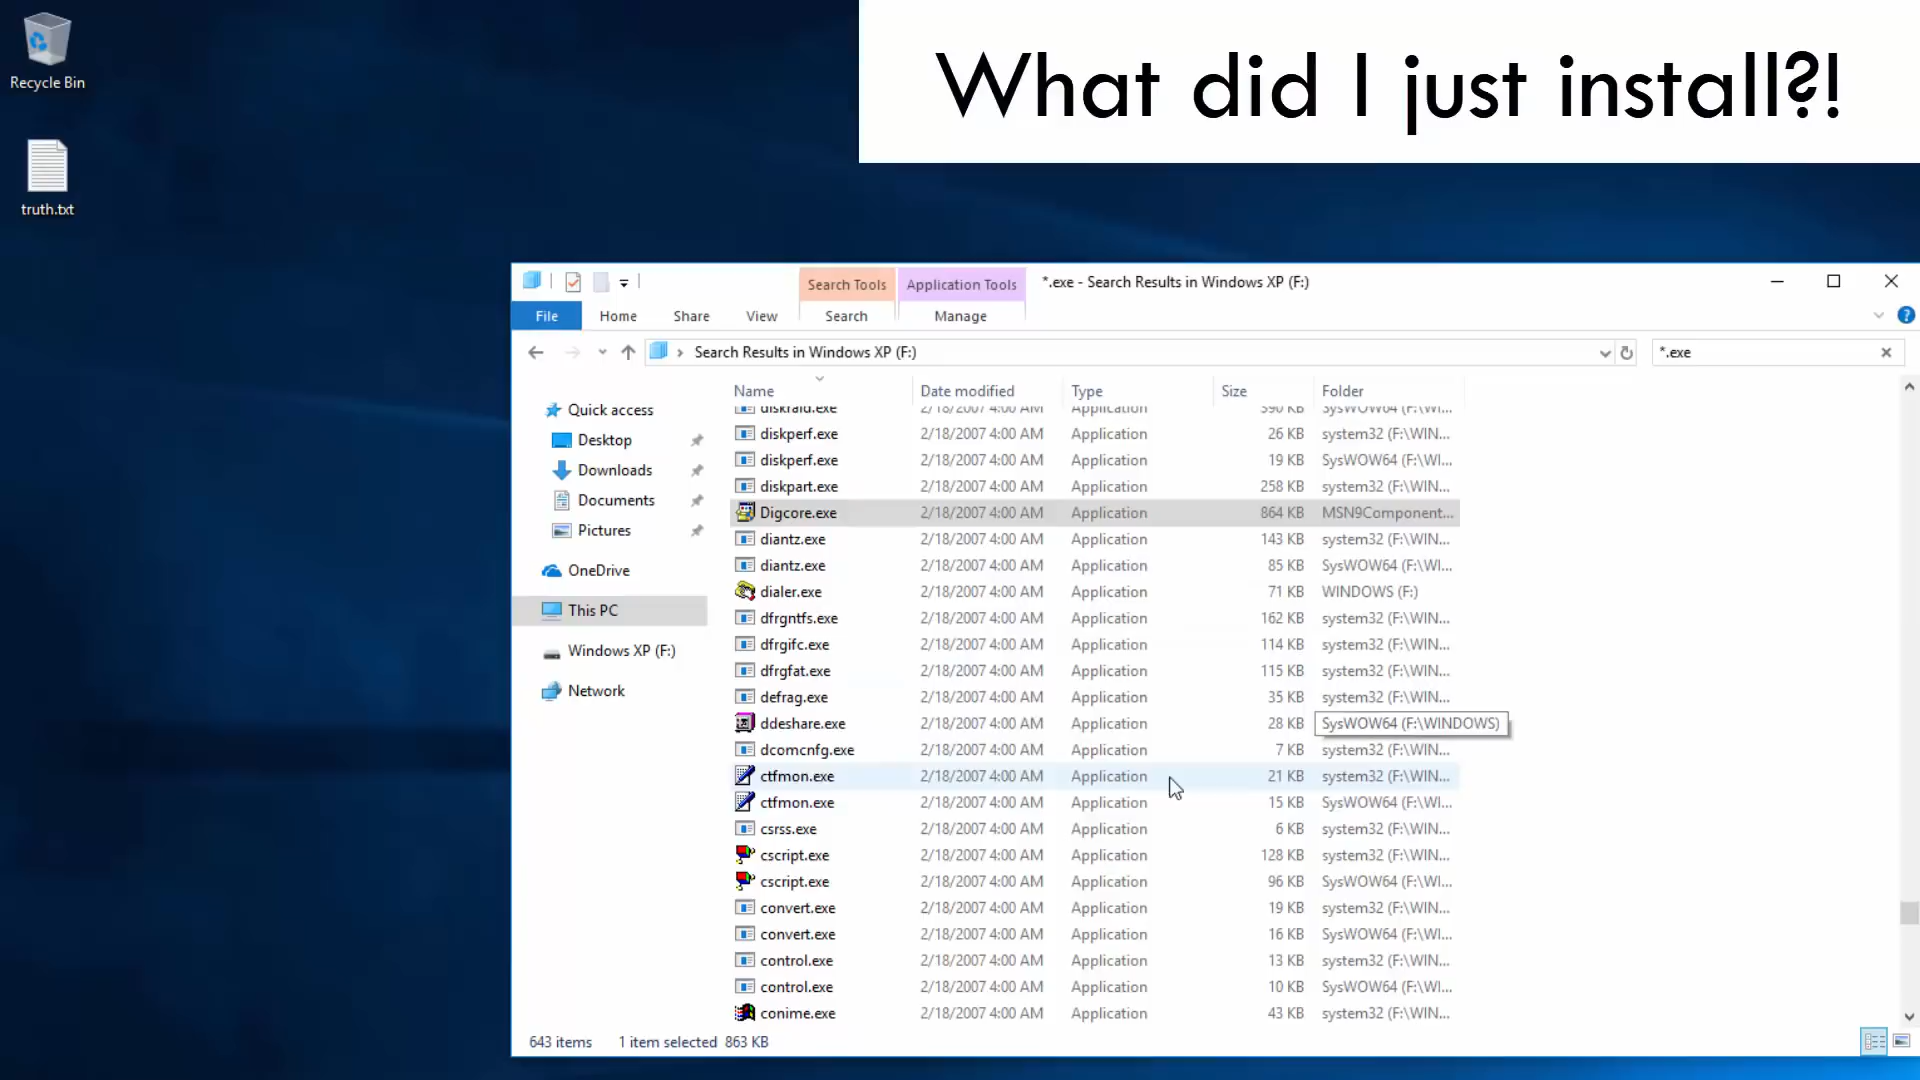 What did I just install?!
Recycle Bin
truth.txt
Search Tools
Application Tools
*.exe - Search Results in Windows XP (F:)
File
Home
Share
View
Search
Manage
Search Results in Windows XP (F:)
*.exe
Name
Date modified
Type
Size
Folder
Quick access
Desktop
Downloads
Documents
Pictures
OneDrive
This PC
Windows XP (F:)
Network
diskraid.exe 2/18/2007 4:00 AM Application 390 KB SysWOW64 (F:\WI...
diskperf.exe 2/18/2007 4:00 AM Application 26 KB system32 (F:\WIN...
diskperf.exe 2/18/2007 4:00 AM Application 19 KB SysWOW64 (F:\WI...
diskpart.exe 2/18/2007 4:00 AM Application 258 KB system32 (F:\WIN...
Digcore.exe 2/18/2007 4:00 AM Application 864 KB MSN9Component...
diantz.exe 2/18/2007 4:00 AM Application 143 KB system32 (F:\WIN...
diantz.exe 2/18/2007 4:00 AM Application 85 KB SysWOW64 (F:\WI...
dialer.exe 2/18/2007 4:00 AM Application 71 KB WINDOWS (F:)
dfrgntfs.exe 2/18/2007 4:00 AM Application 162 KB system32 (F:\WIN...
dfrgifc.exe 2/18/2007 4:00 AM Application 114 KB system32 (F:\WIN...
dfrgfat.exe 2/18/2007 4:00 AM Application 115 KB system32 (F:\WIN...
defrag.exe 2/18/2007 4:00 AM Application 35 KB system32 (F:\WIN...
ddeshare.exe 2/18/2007 4:00 AM Application 28 KB SysWOW64 (F:\WINDOWS)
dcomcnfg.exe 2/18/2007 4:00 AM Application 7 KB system32 (F:\WIN...
ctfmon.exe 2/18/2007 4:00 AM Application 21 KB system32 (F:\WIN...
ctfmon.exe 2/18/2007 4:00 AM Application 15 KB SysWOW64 (F:\WI...
csrss.exe 2/18/2007 4:00 AM Application 6 KB system32 (F:\WIN...
cscript.exe 2/18/2007 4:00 AM Application 128 KB system32 (F:\WIN...
cscript.exe 2/18/2007 4:00 AM Application 96 KB SysWOW64 (F:\WI...
convert.exe 2/18/2007 4:00 AM Application 19 KB system32 (F:\WIN...
convert.exe 2/18/2007 4:00 AM Application 16 KB SysWOW64 (F:\WI...
control.exe 2/18/2007 4:00 AM Application 13 KB system32 (F:\WIN...
control.exe 2/18/2007 4:00 AM Application 10 KB SysWOW64 (F:\WI...
conime.exe 2/18/2007 4:00 AM Application 43 KB system32 (F:\WIN...
643 items 1 item selected 863 KB